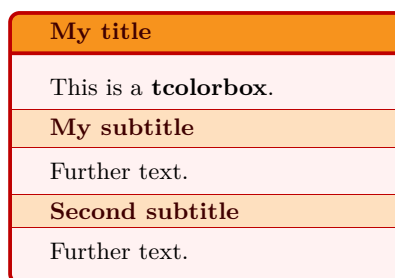 My title
This is a tcolorbox.
My subtitle
Further text.
Second subtitle
Further text.